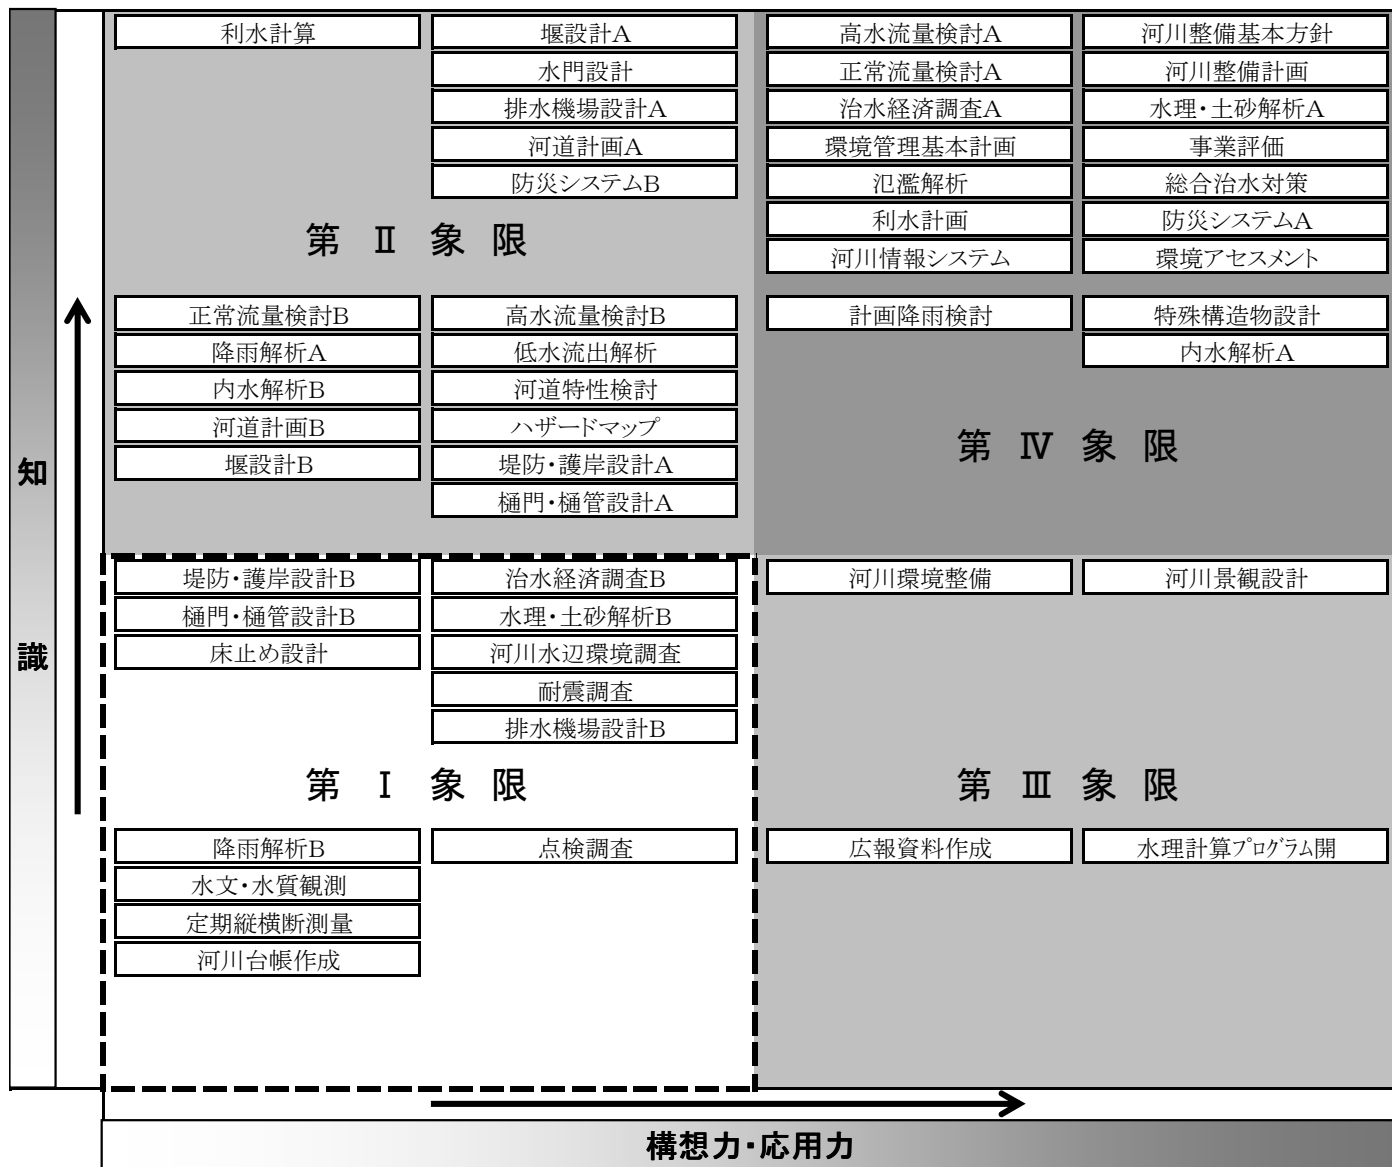 利水計算
堰設計A
水門設計
排水機場設計A
河道計画A
防災システムB
第 Ⅱ 象 限
正常流量検討B
降雨解析A
内水解析B
河道計画B
堰設計B
高水流量検討B
低水流出解析
河道特性検討
ハザードマップ
堤防・護岸設計A
樋門・樋管設計A
高水流量検討A
正常流量検討A
治水経済調査A
環境管理基本計画
氾濫解析
利水計画
河川情報システム
河川整備基本方針
河川整備計画
水理・土砂解析A
事業評価
総合治水対策
防災システムA
環境アセスメント
計画降雨検討
特殊構造物設計
内水解析A
第 Ⅳ 象 限
知
識
堤防・護岸設計B
樋門・樋管設計B
床止め設計
治水経済調査B
水理・土砂解析B
河川水辺環境調査
耐震調査
排水機場設計B
第 Ⅰ 象 限
降雨解析B
水文・水質観測
定期縦横断測量
河川台帳作成
点検調査
河川環境整備
河川景観設計
第 Ⅲ 象 限
広報資料作成
水理計算プログラム開
構想力・応用力